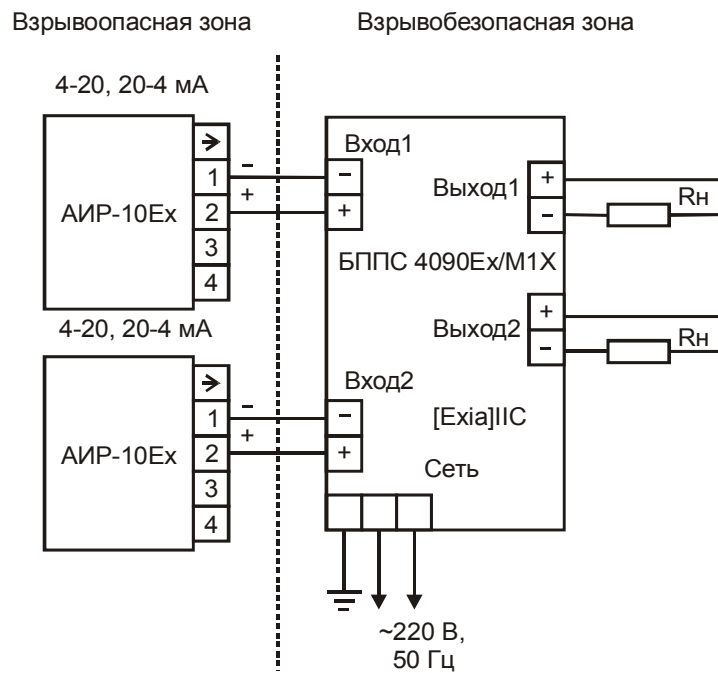 Взрывоопасная зона
Взрывобезопасная зона
4-20, 20-4 мА
АИР-10Ex
1
2
3
4
–
+
Вход1
–
+
Выход1
+
–
Rн
БППС 4090Ex/М1Х
Выход2
+
–
Rн
4-20, 20-4 мА
АИР-10Ex
1
2
3
4
–
+
Вход2
–
+
[Exia]IIC
Сеть
~220 В,
50 Гц